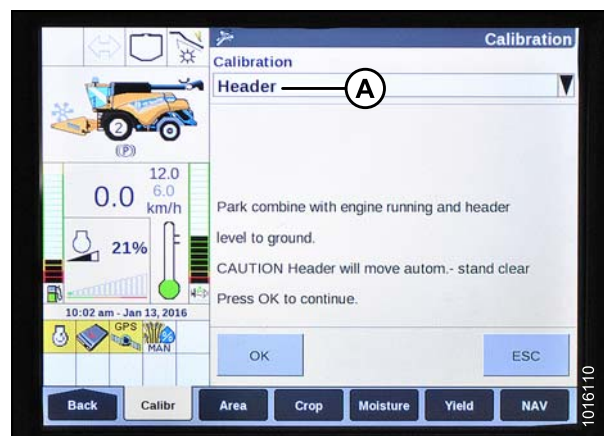 Calibration
Calibration
Header
A
2
(P)
12.0
0.0
6.0
km/h
21%
Park combine with engine running and header
level to ground.
CAUTION Header will move autom.- stand clear
Press OK to continue.
10:02 am - Jan 13, 2016
GPS
MAN
OK
ESC
Back
Calibr
Area
Crop
Moisture
Yield
NAV
1016110